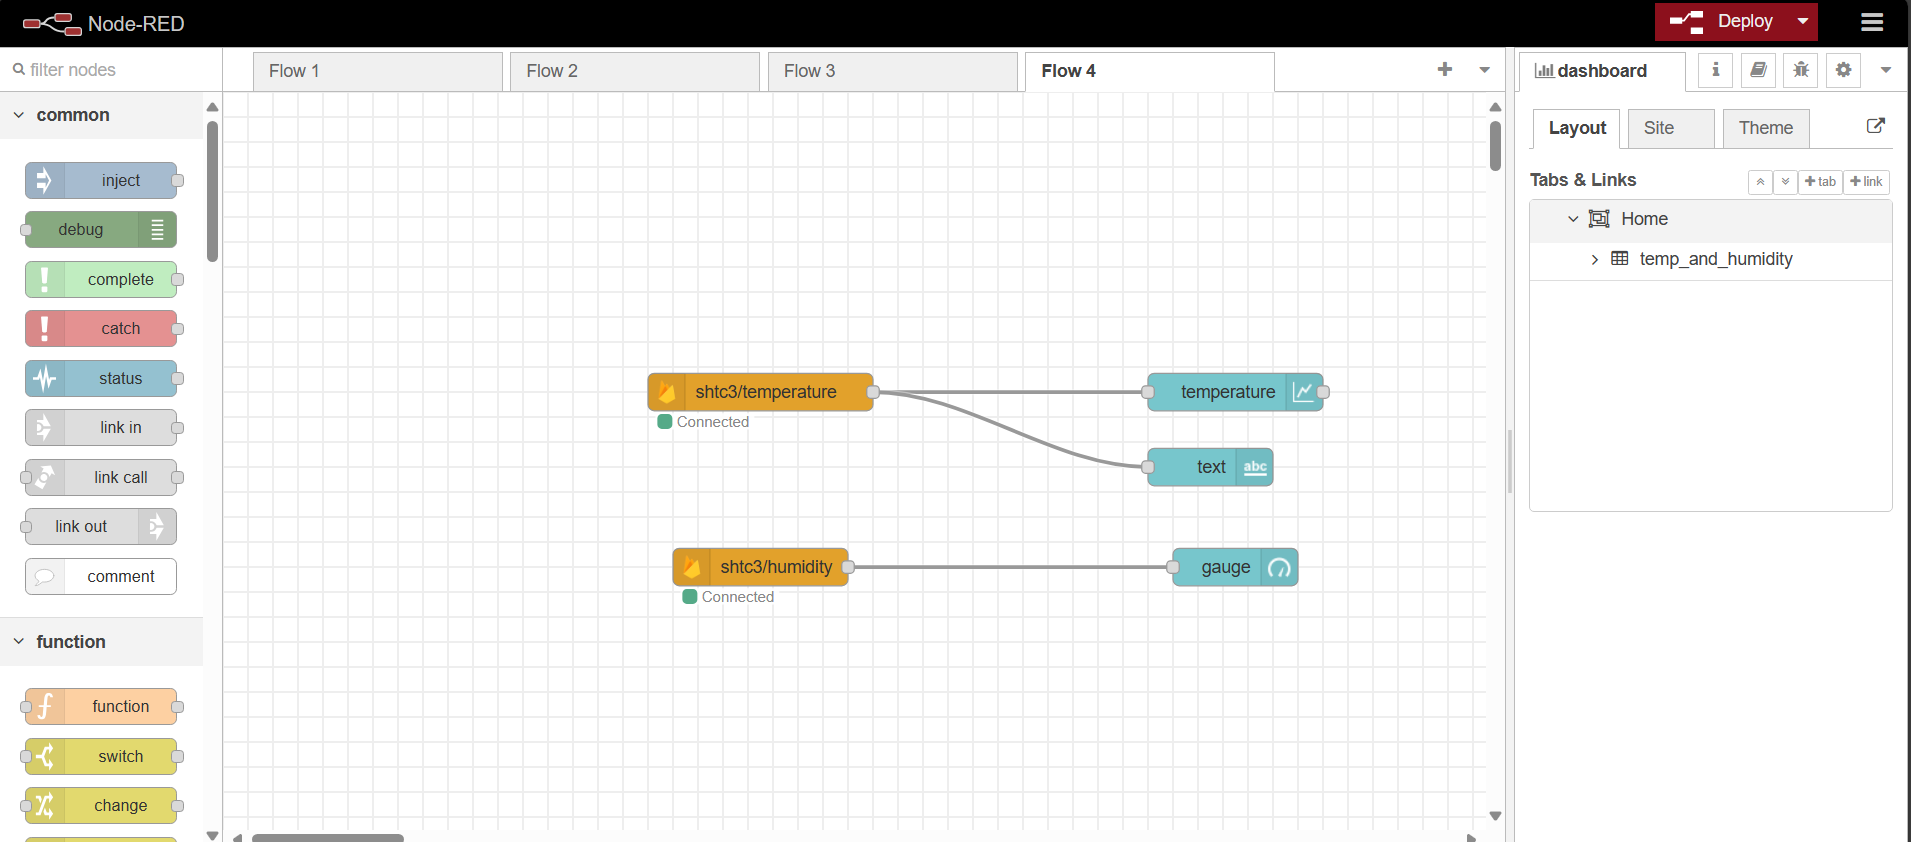 Node-RED
Deploy
filter nodes
Flow 1
Flow 2
Flow 3
Flow 4
dashboard
i
common
inject
debug
complete
catch
status
link in
link call
link out
comment
function
function
switch
change
shtc3/temperature
Connected
temperature
text
abc
shtc3/humidity
Connected
gauge
Layout
Site
Theme
Tabs & Links
tab
link
Home
temp_and_humidity